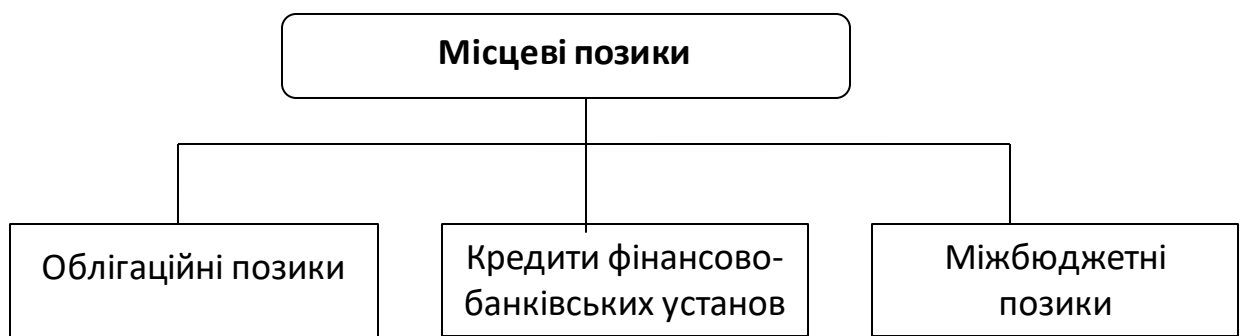 Місцеві позики
Облігаційні позики
Кредити фінансово-
банківських установ
Міжбюджетні
позики